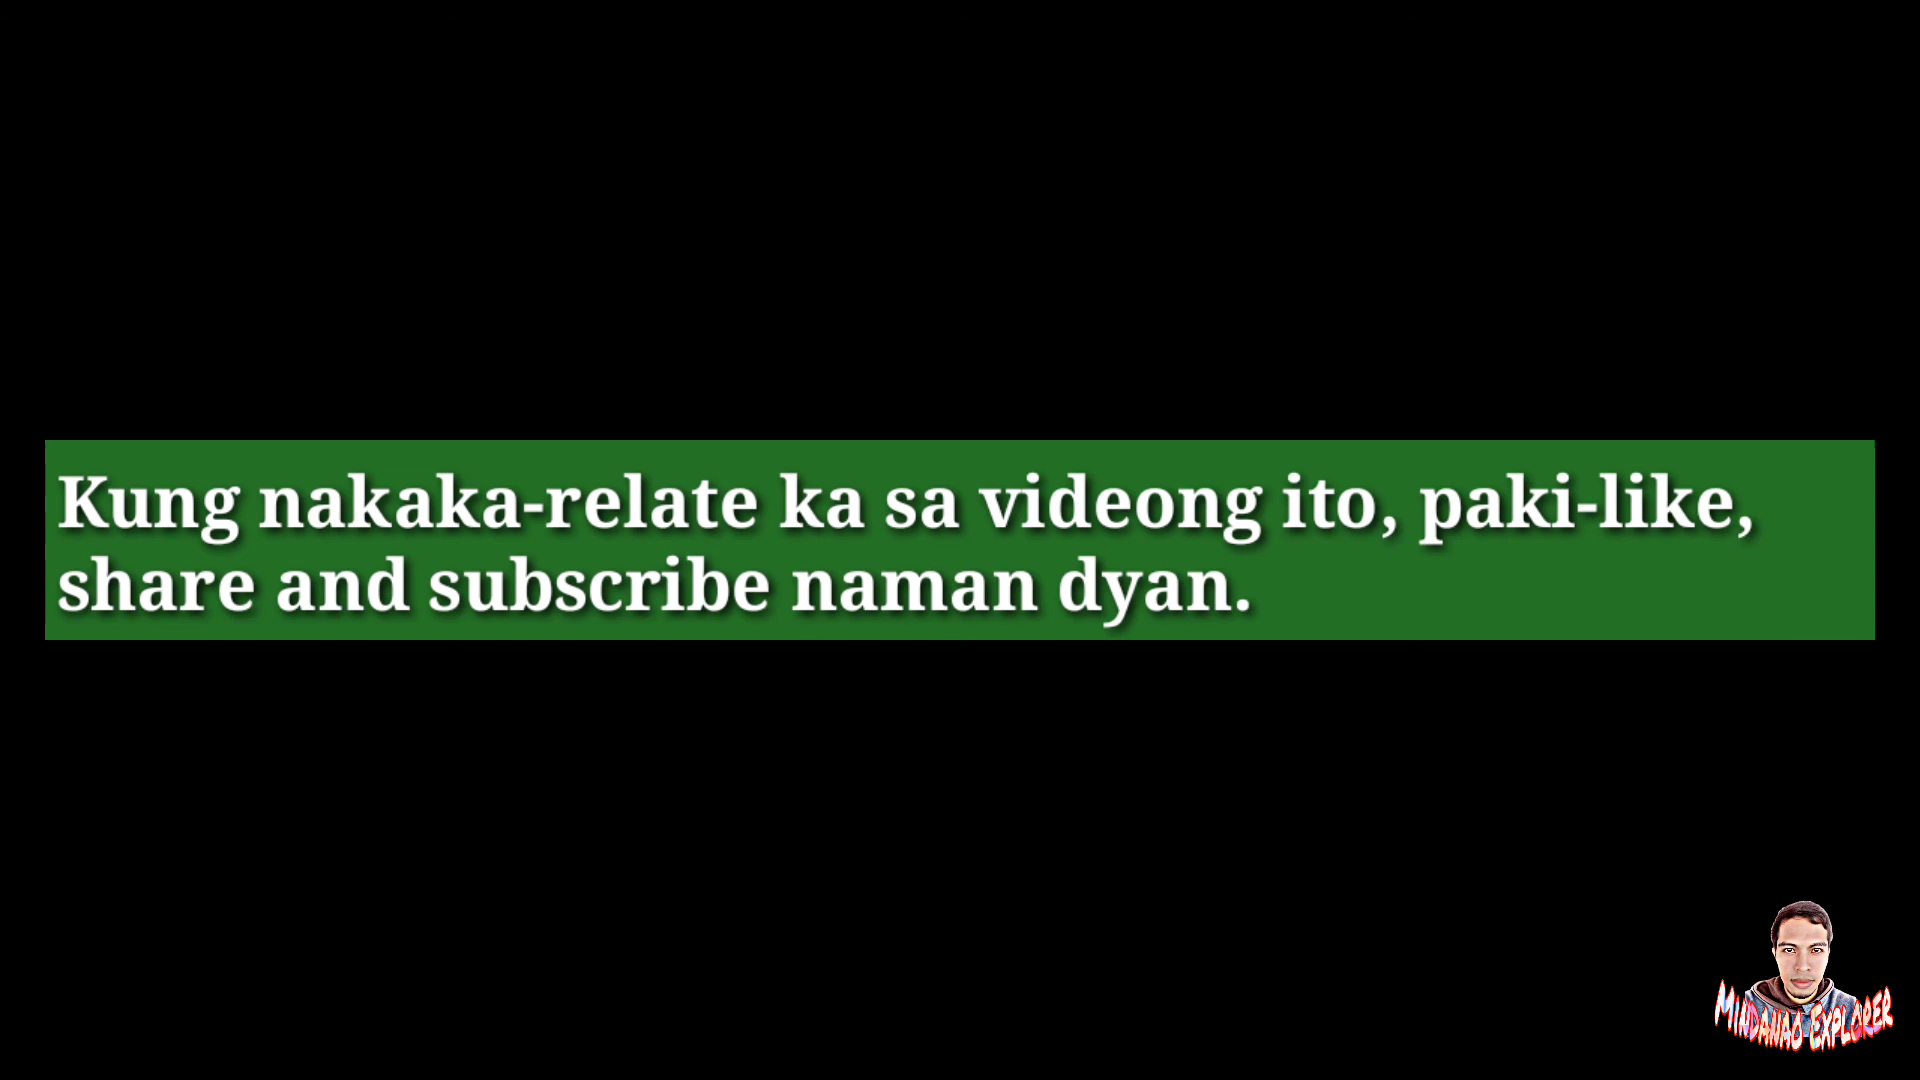 Kung nakaka-relate ka sa videong ito, paki-like,
share and subscribe naman dyan.
MINDANAO EXPLORER